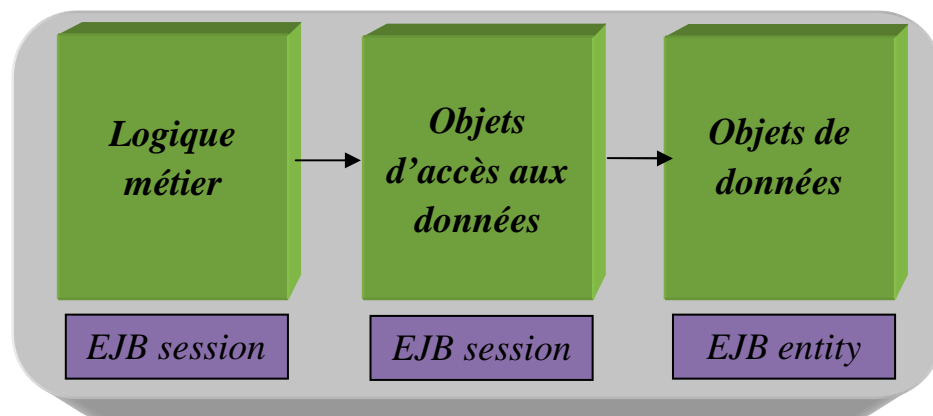 Logique
métier
Objets
d'accès aux
données
Objets de
données
EJB session
EJB session
EJB entity